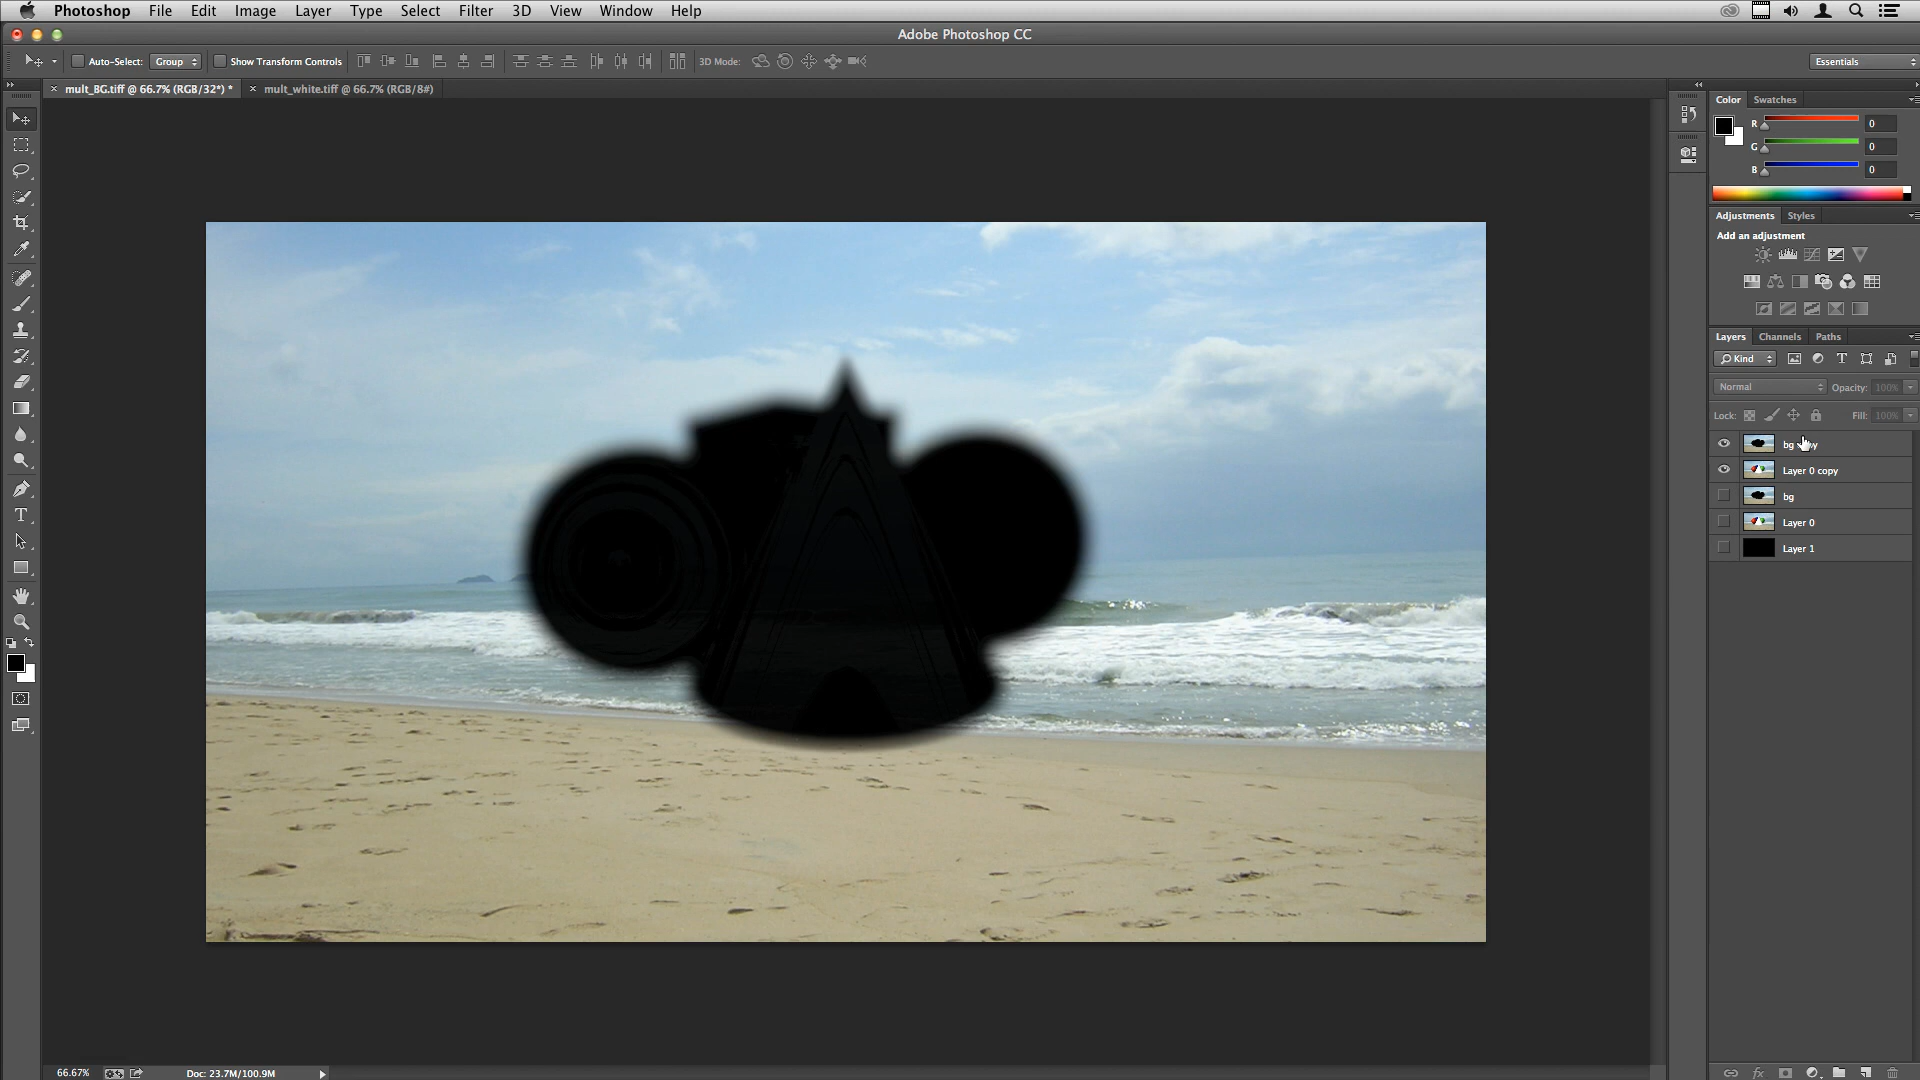 Photoshop File Edit Image Layer Type Select Filter 3D View Window Help
Adobe Photoshop CC
Auto-Select: Group Show Transform Controls 3D Mode: Essentials
× mult_BG.tiff @ 66.7% (RGB/32*) * × mult_white.tiff @ 66.7% (RGB/8#)
Color Swatches
R 0
G 0
B 0
Adjustments Styles
Add an adjustment
Layers Channels Paths
Kind
Normal Opacity: 100%
Lock: Fill: 100%
bg
Layer 0 copy
bg
Layer 0
Layer 1
66.67% Doc: 23.7M/100.9M